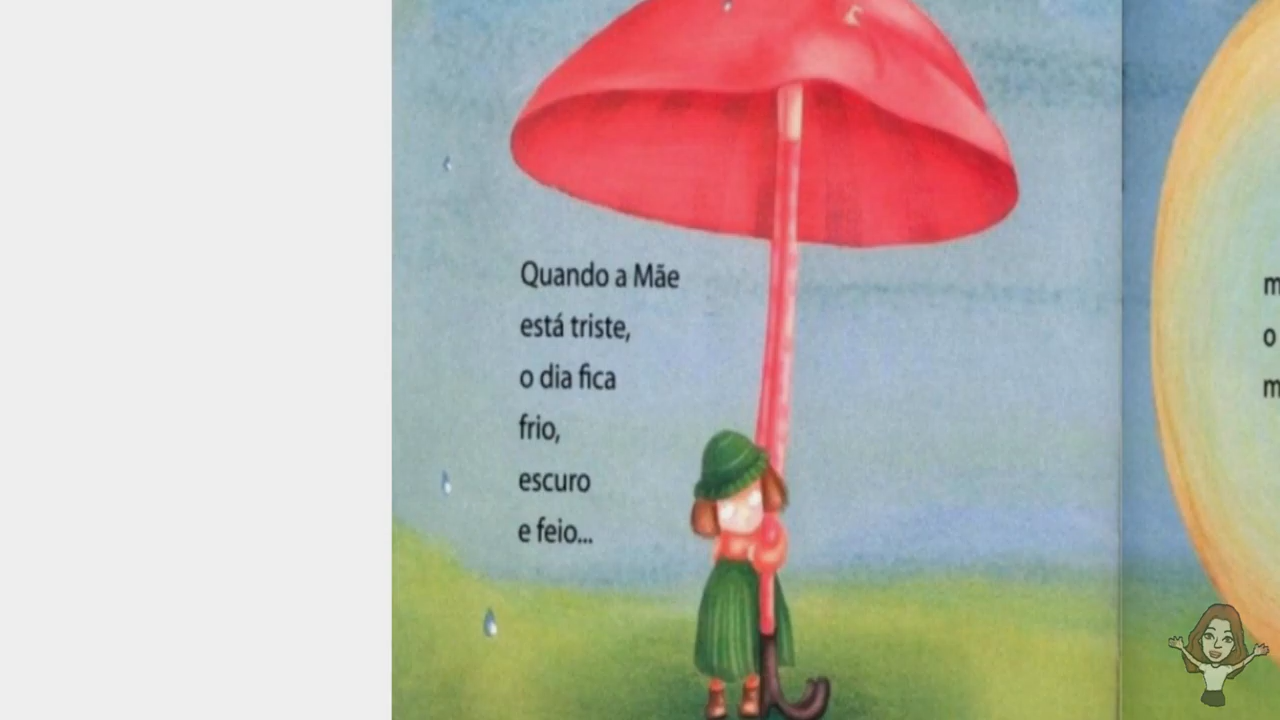 Quando a Mãe
está triste,
o dia fica
frio,
escuro
e feio...
m
o
m